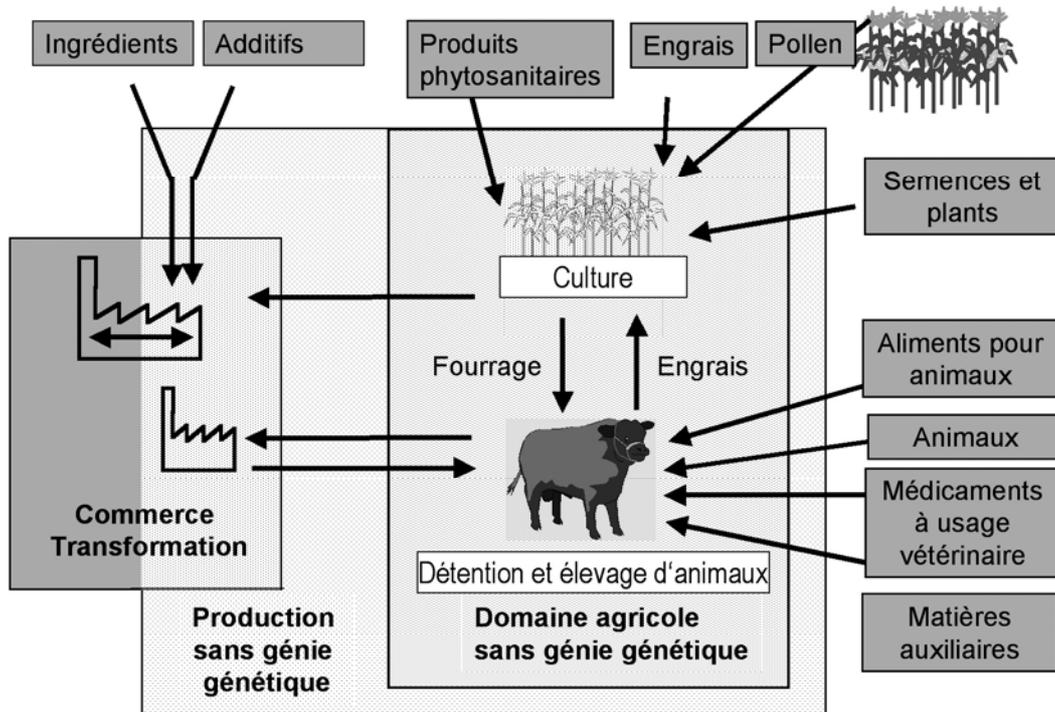 Ingrédients
Additifs
Produits
phytosanitaires
Engrais
Pollen
Semences et
plants
Culture
Fourrage
Engrais
Aliments pour
animaux
Animaux
Médicaments
à usage
vétérinaire
Commerce
Transformation
Détention et élevage d‘animaux
Production
sans génie
génétique
Domaine agricole
sans génie génétique
Matières
auxiliaires